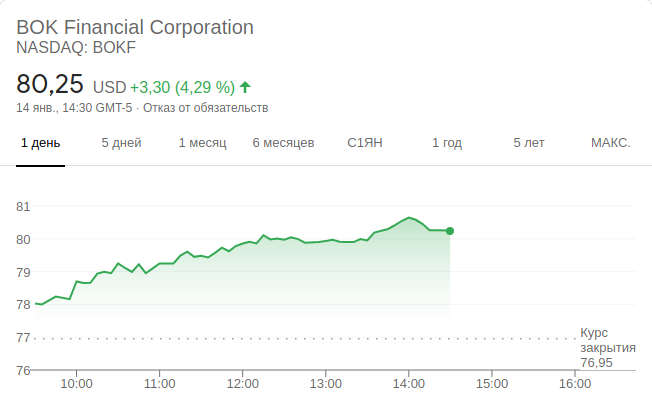 BOK Financial Corporation
NASDAQ: BOKF
80,25 USD +3,30 (4,29 %)
14 янв., 14:30 GMT-5 · Отказ от обязательств
1 день 5 дней 1 месяц 6 месяцев С1ЯН 1 год 5 лет МАКС.
81
80
79
78
77
Курс
закрытия
76,95
76
10:00 11:00 12:00 13:00 14:00 15:00 16:00